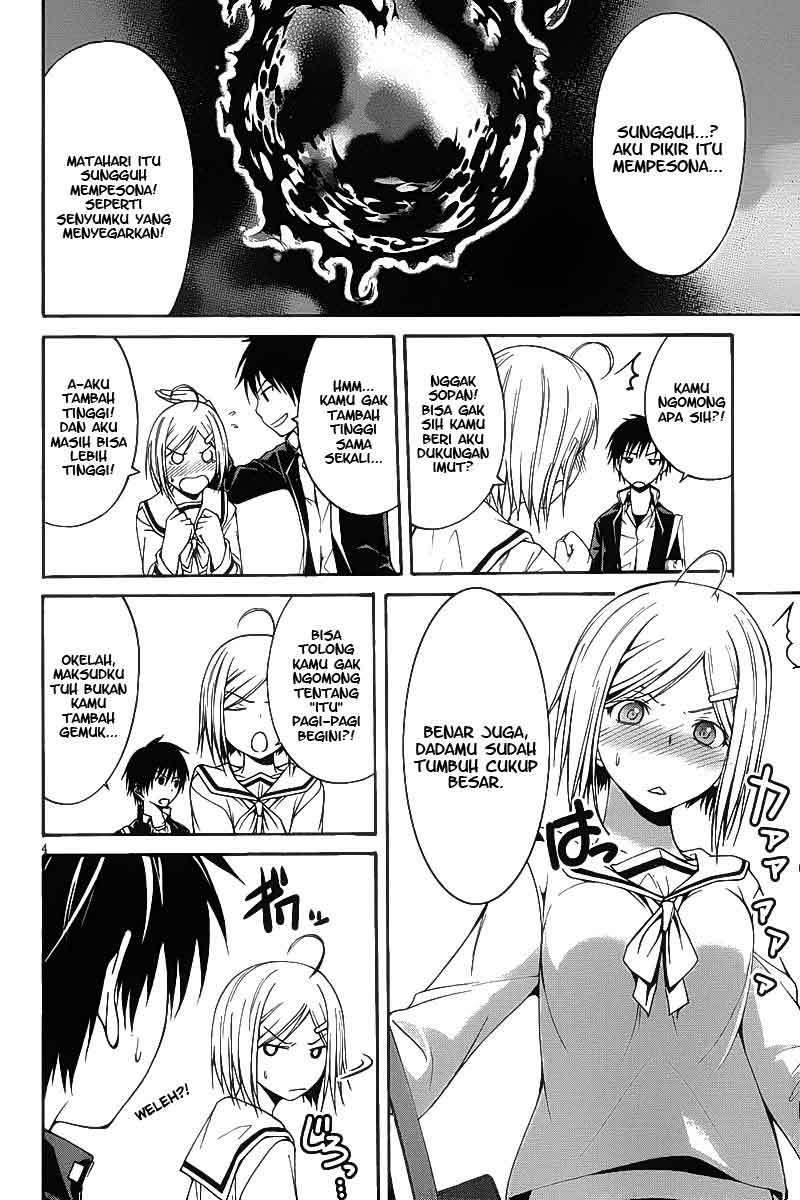 SUNGGUH...?
AKU PIKIR ITU
MEMPESONA...
MATAHARI ITU
SUNGGUH
MEMPESONA!
SEPERTI
SENYUMKU YANG
MENYEGARKAN!
KAMU
NGOMONG
APA SIH?!
NGGAK
SOPAN!
BISA GAK
SIH KAMU
BERI AKU
DUKUNGAN
IMUT?
HMM...
KAMU GAK
TAMBAH
TINGGI
SAMA
SEKALI...
A-AKU
TAMBAH
TINGGI!
DAN AKU
MASIH BISA
LEBIH
TINGGI!
BENAR JUGA,
DADAMU SUDAH
TUMBUH CUKUP
BESAR.
カァァァァ
はっ
BISA
TOLONG
KAMU GAK
NGOMONG
TENTANG
"ITU"
PAGI-PAGI
BEGINI?!
OKELAH,
MAKSUDKU
TUH BUKAN
KAMU
TAMBAH
GEMUK...
4
ギクッ
WELEH?!
じろっ…